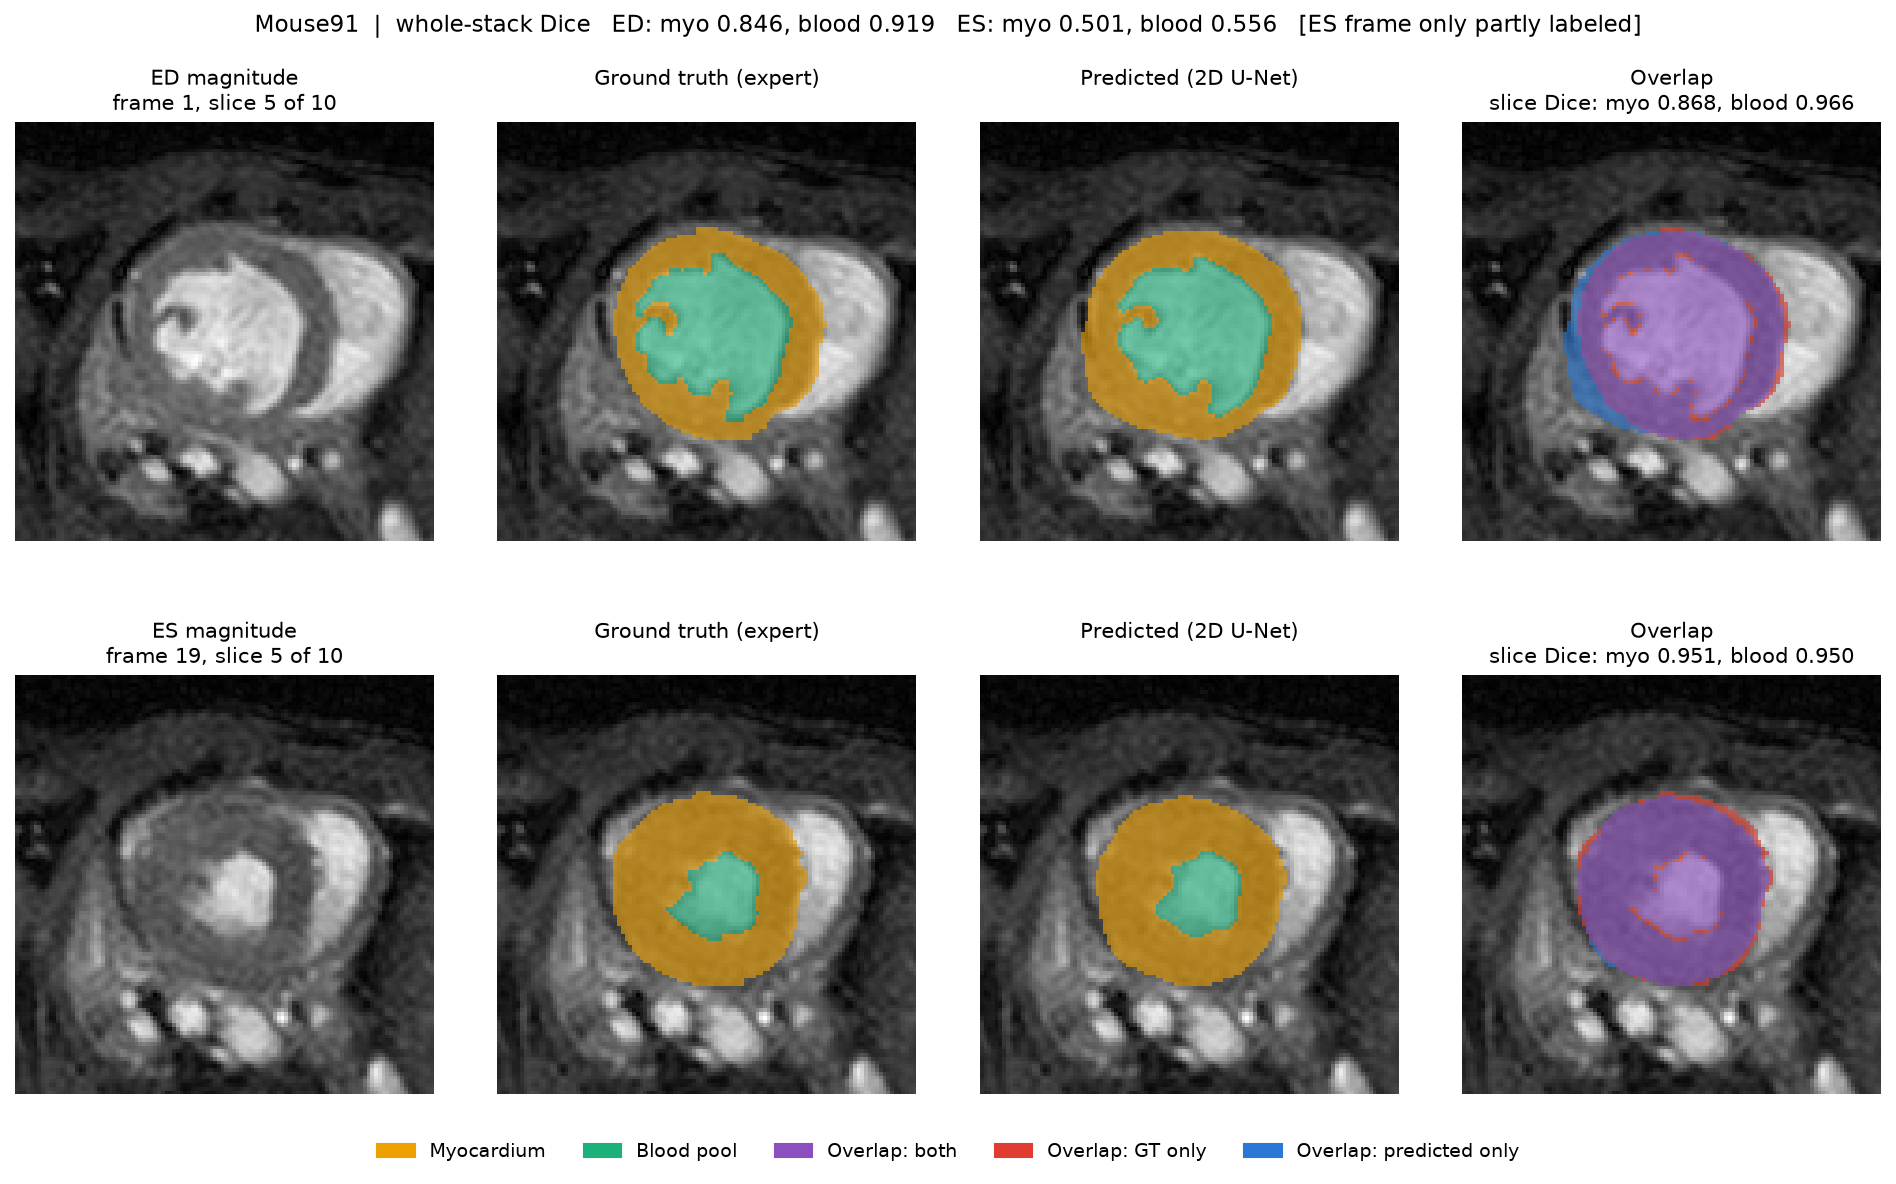 Mouse91 | whole-stack Dice ED: myo 0.846, blood 0.919 ES: myo 0.501, blood 0.556 [ES frame only partly labeled]
ED magnitude
frame 1, slice 5 of 10
Ground truth (expert)
Predicted (2D U-Net)
Overlap
slice Dice: myo 0.868, blood 0.966
ES magnitude
frame 19, slice 5 of 10
Ground truth (expert)
Predicted (2D U-Net)
Overlap
slice Dice: myo 0.951, blood 0.950
Myocardium
Blood pool
Overlap: both
Overlap: GT only
Overlap: predicted only